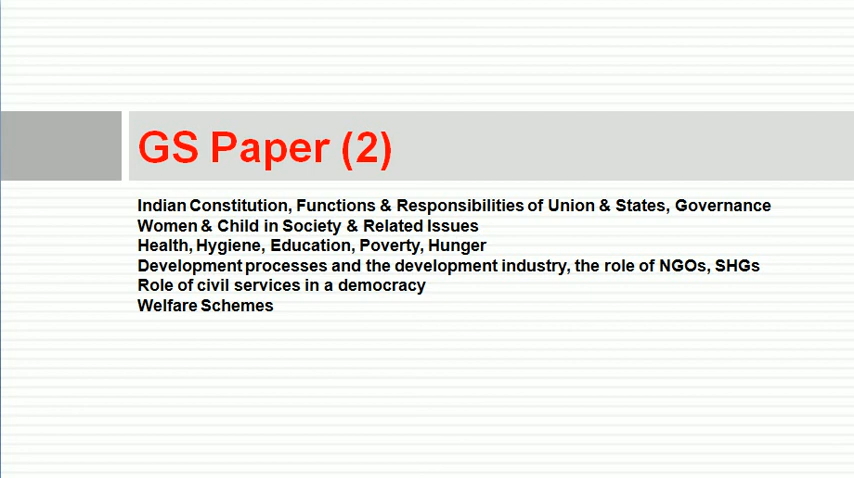 GS Paper (2)
Indian Constitution, Functions & Responsibilities of Union & States, Governance
Women & Child in Society & Related Issues
Health, Hygiene, Education, Poverty, Hunger
Development processes and the development industry, the role of NGOs, SHGs
Role of civil services in a democracy
Welfare Schemes